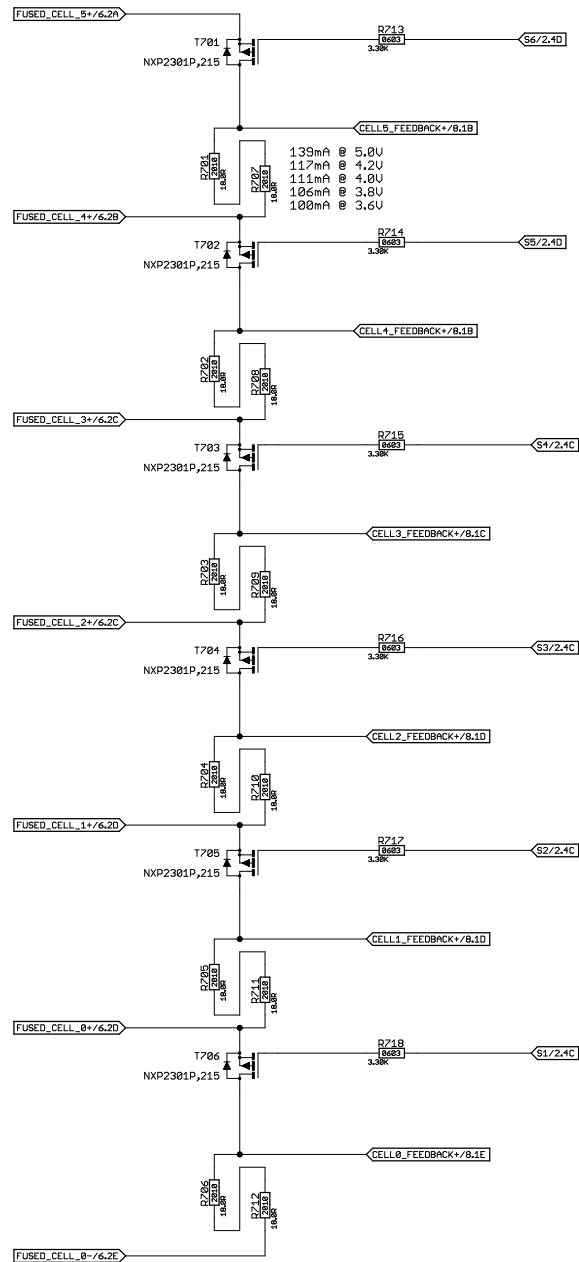 FUSED_CELL_5+/6.2A
T701
NXP2301P,215
R713
0603
3.30K
S6/2.4D
CELL5_FEEDBACK+/8.1B
R701
2010
18.0R
R707
2010
18.0R
139mA @ 5.0V
117mA @ 4.2V
111mA @ 4.0V
106mA @ 3.8V
100mA @ 3.6V
FUSED_CELL_4+/6.2B
T702
NXP2301P,215
R714
0603
3.30K
S5/2.4D
CELL4_FEEDBACK+/8.1B
R702
2010
18.0R
R708
2010
18.0R
FUSED_CELL_3+/6.2C
T703
NXP2301P,215
R715
0603
3.30K
S4/2.4C
CELL3_FEEDBACK+/8.1C
R703
2010
18.0R
R709
2010
18.0R
FUSED_CELL_2+/6.2C
T704
NXP2301P,215
R716
0603
3.30K
S3/2.4C
CELL2_FEEDBACK+/8.1D
R704
2010
18.0R
R710
2010
18.0R
FUSED_CELL_1+/6.2D
T705
NXP2301P,215
R717
0603
3.30K
S2/2.4C
CELL1_FEEDBACK+/8.1D
R705
2010
18.0R
R711
2010
18.0R
FUSED_CELL_0+/6.2D
T706
NXP2301P,215
R718
0603
3.30K
S1/2.4C
CELL0_FEEDBACK+/8.1E
R706
2010
18.0R
R712
2010
18.0R
FUSED_CELL_0-/6.2E